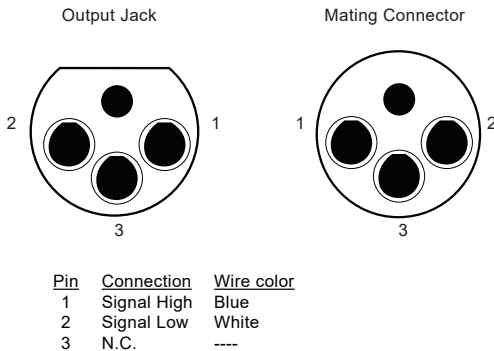 Output Jack Mating Connector
2 1 1 2
3 3
Pin Connection Wire color
1 Signal High Blue
2 Signal Low White
3 N.C. ----